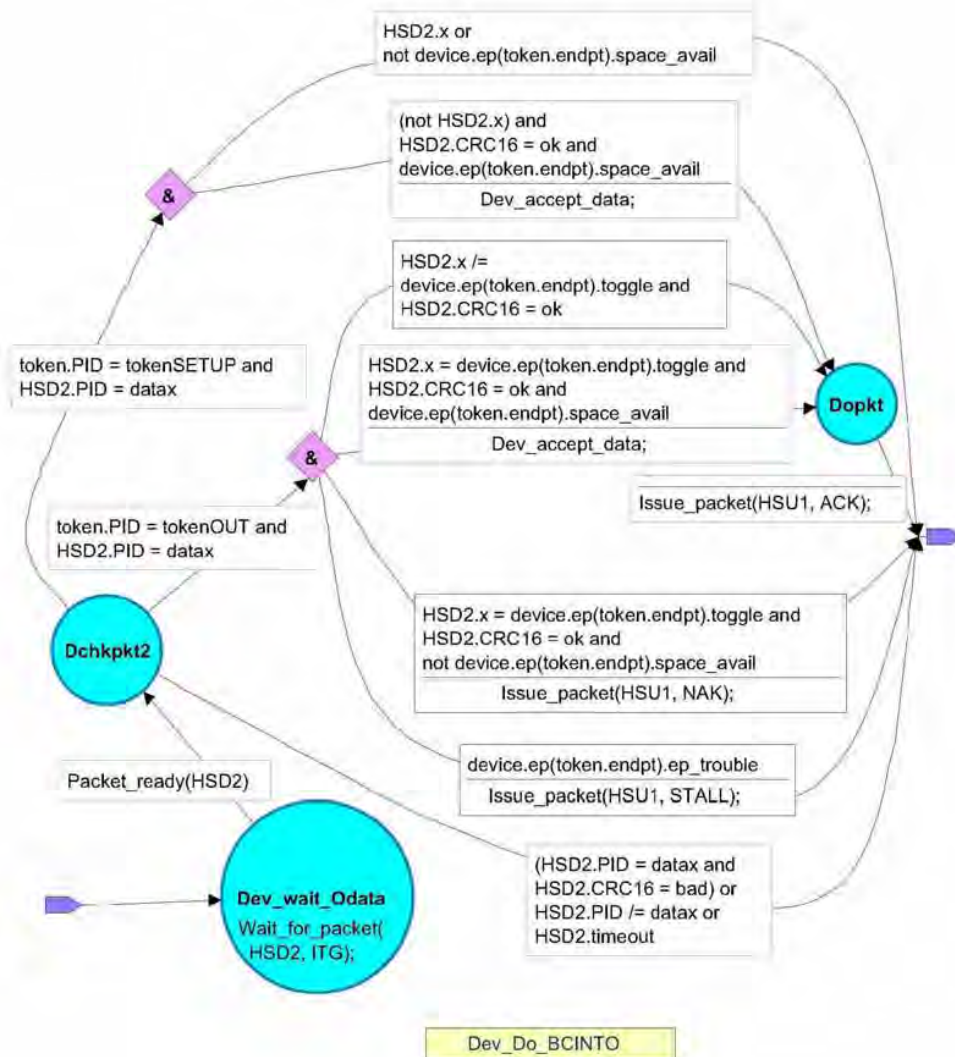 HSD2.x or
not device.ep(token.endpt).space_avail
(not HSD2.x) and
HSD2.CRC16 = ok and
device.ep(token.endpt).space_avail
Dev_accept_data;
&
HSD2.x /=
device.ep(token.endpt).toggle and
HSD2.CRC16 = ok
token.PID = tokenSETUP and
HSD2.PID = datax
HSD2.x = device.ep(token.endpt).toggle and
HSD2.CRC16 = ok and
device.ep(token.endpt).space_avail
Dev_accept_data;
Dopkt
&
Issue_packet(HSU1, ACK);
token.PID = tokenOUT and
HSD2.PID = datax
HSD2.x = device.ep(token.endpt).toggle and
HSD2.CRC16 = ok and
not device.ep(token.endpt).space_avail
Issue_packet(HSU1, NAK);
Dchkpkt2
device.ep(token.endpt).ep_trouble
Issue_packet(HSU1, STALL);
Packet_ready(HSD2)
(HSD2.PID = datax and
HSD2.CRC16 = bad) or
HSD2.PID /= datax or
HSD2.timeout
Dev_wait_Odata
Wait_for_packet(
HSD2, ITG);
Dev_Do_BCINTO